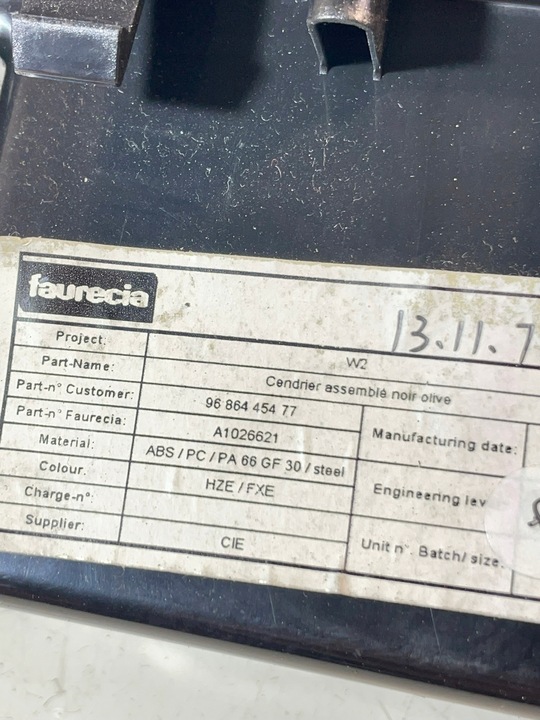 faurecia
13.11.7
Project: W2
Part-Name: Cendrier assemblé noir olive
Part-n° Customer: 96 864 454 77
Part-n° Faurecia: A1026621 Manufacturing date:
Material: ABS / PC / PA 66 GF 30 / steel
Colour. HZE / FXE Engineering lev
Charge-n°:
Supplier: CIE Unit n°. Batch/ size.